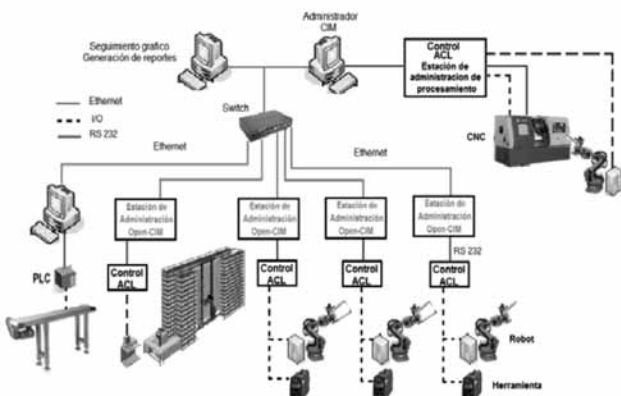 Administrador
CIM
Seguimiento grafico
Generación de reportes
Control
ACL
Estación de
administracion de
procesamiento
Ethernet
I/O
RS 232
Switch
CNC
Ethernet
Ethernet
Estación de
Administración
Open-CIM
Estación de
Administración
Open-CIM
Estación de
Administración
Open-CIM
Estación de
Administración
Open-CIM
RS 232
PLC
Control
ACL
Control
ACL
Control
ACL
Control
ACL
Robot
Herramienta